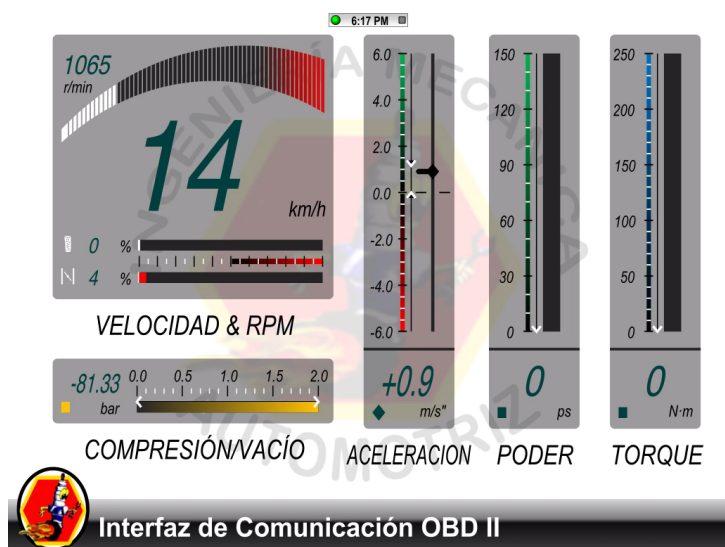 6:17 PM
1065
r/min
14
km/h
0 %
4 %
VELOCIDAD & RPM
-81.33
bar
0.0 0.5 1.0 1.5 2.0
COMPRESIÓN/VACÍO
6.0
4.0
2.0
0.0
-2.0
-4.0
-6.0
+0.9
m/s"
ACELERACION
150
120
90
60
30
0
0
ps
PODER
250
200
150
100
50
0
0
N·m
TORQUE
INGENIERÍA MECANICA
AUTOMOTRIZ
Interfaz de Comunicación OBD II